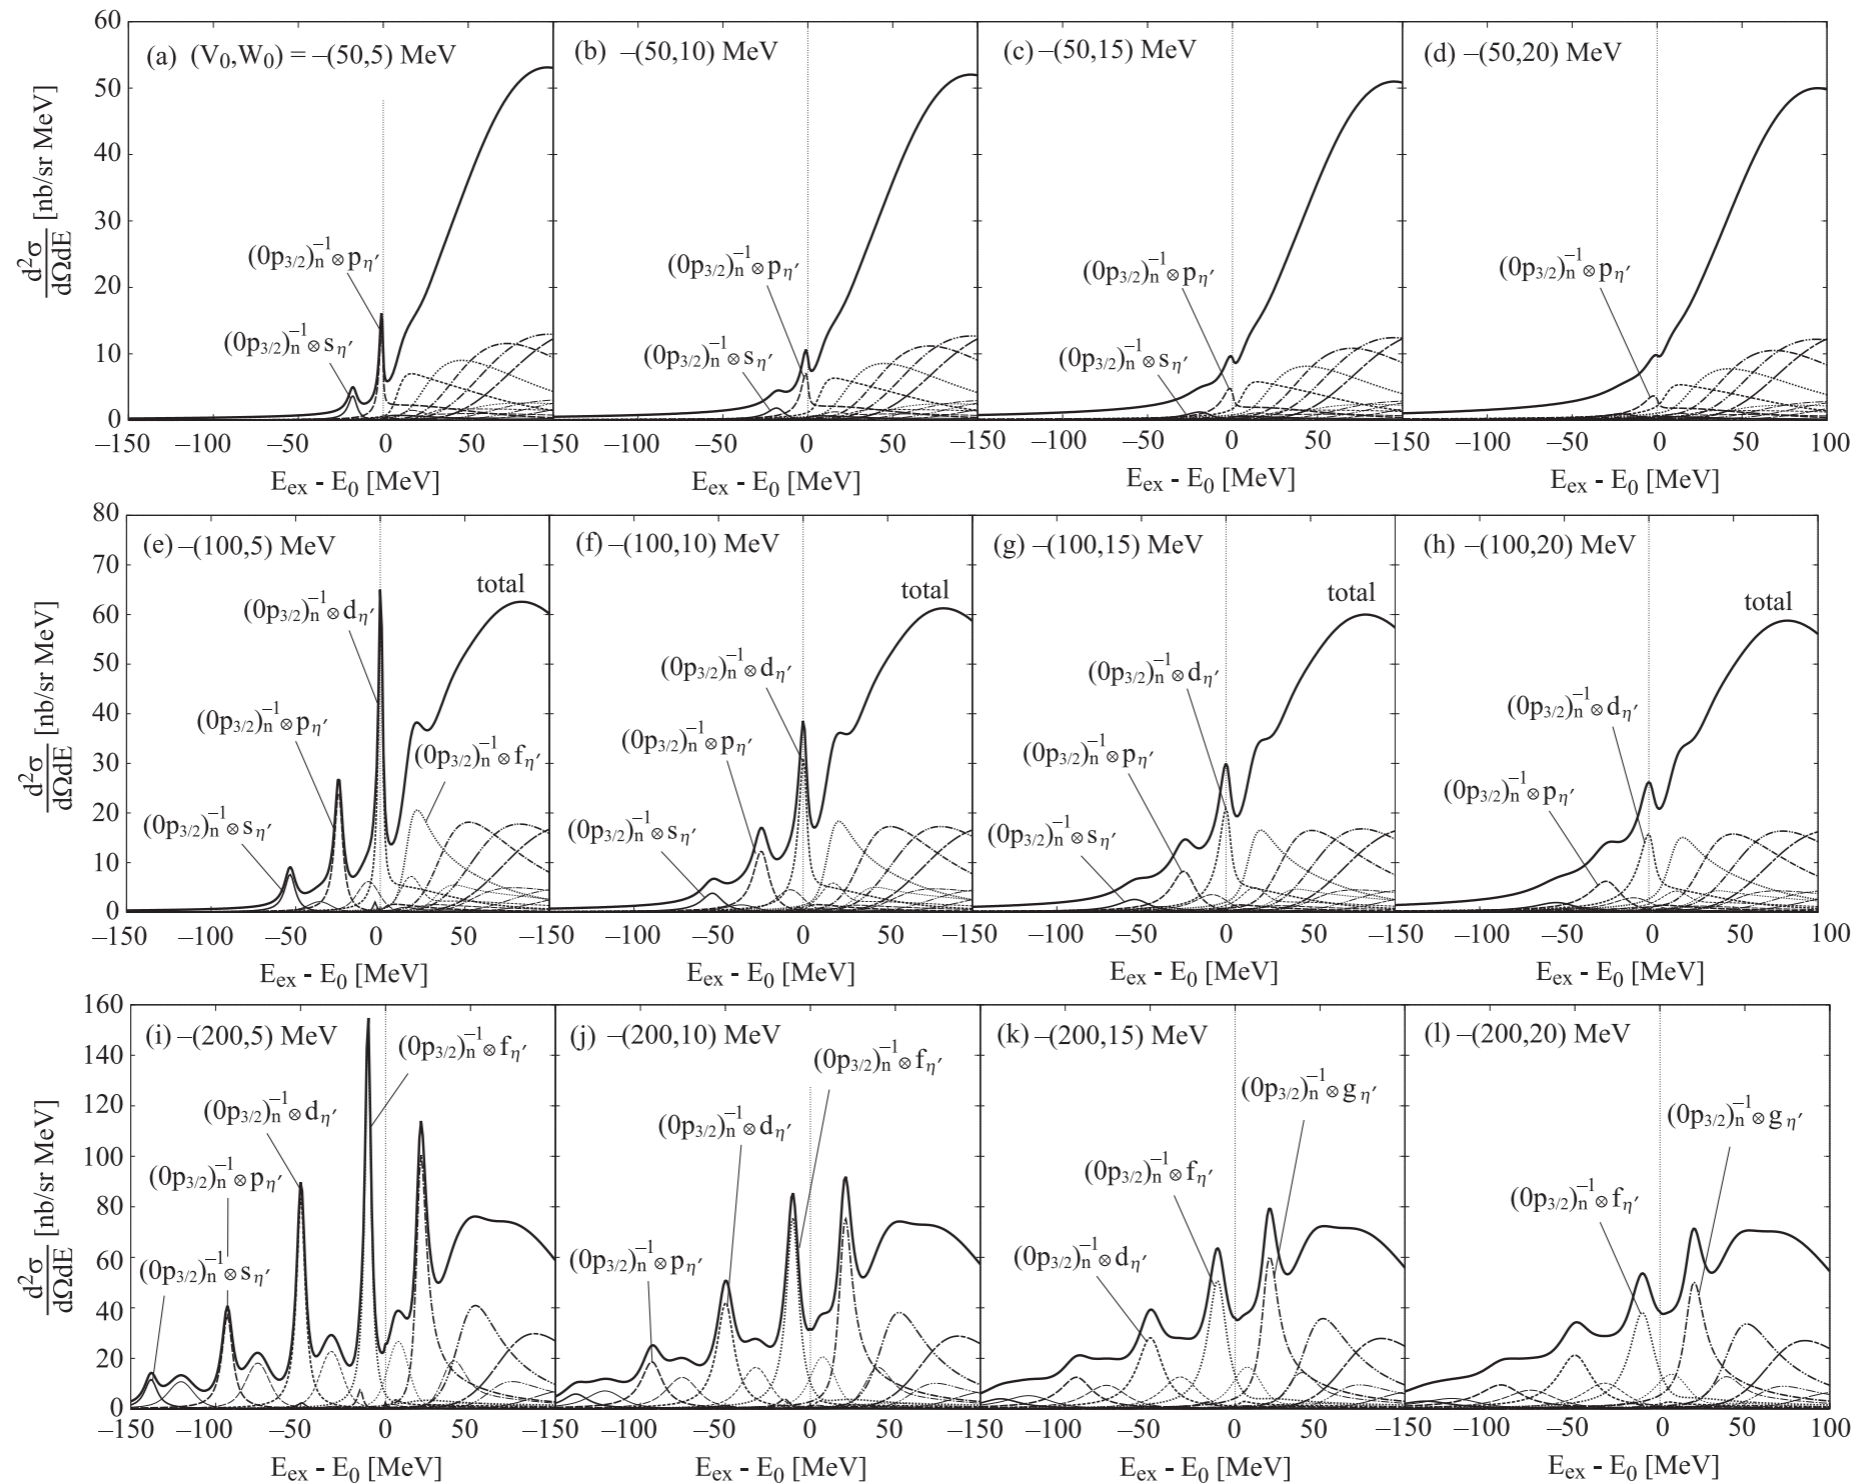 60
50
40
30
20
10
0
d²σ/dΩdE [nb/sr MeV]
(a) (V₀,W₀) = –(50,5) MeV
(0p₃/₂)ₙ⁻¹⊗pη′
(0p₃/₂)ₙ⁻¹⊗sη′
(b) –(50,10) MeV
(0p₃/₂)ₙ⁻¹⊗pη′
(0p₃/₂)ₙ⁻¹⊗sη′
(c) –(50,15) MeV
(0p₃/₂)ₙ⁻¹⊗pη′
(0p₃/₂)ₙ⁻¹⊗sη′
(d) –(50,20) MeV
(0p₃/₂)ₙ⁻¹⊗pη′
–150 –100 –50 0 50 –150 –100 –50 0 50 –150 –100 –50 0 50 –150 –100 –50 0 50 100
Eₑₓ - E₀ [MeV] Eₑₓ - E₀ [MeV] Eₑₓ - E₀ [MeV] Eₑₓ - E₀ [MeV]
80
70
60
50
40
30
20
10
0
d²σ/dΩdE [nb/sr MeV]
(e) –(100,5) MeV
total
(0p₃/₂)ₙ⁻¹⊗dη′
(0p₃/₂)ₙ⁻¹⊗pη′
(0p₃/₂)ₙ⁻¹⊗fη′
(0p₃/₂)ₙ⁻¹⊗sη′
(f) –(100,10) MeV
total
(0p₃/₂)ₙ⁻¹⊗dη′
(0p₃/₂)ₙ⁻¹⊗pη′
(0p₃/₂)ₙ⁻¹⊗sη′
(g) –(100,15) MeV
total
(0p₃/₂)ₙ⁻¹⊗dη′
(0p₃/₂)ₙ⁻¹⊗pη′
(0p₃/₂)ₙ⁻¹⊗sη′
(h) –(100,20) MeV
total
(0p₃/₂)ₙ⁻¹⊗dη′
(0p₃/₂)ₙ⁻¹⊗pη′
–150 –100 –50 0 50 –150 –100 –50 0 50 –150 –100 –50 0 50 –150 –100 –50 0 50 100
Eₑₓ - E₀ [MeV] Eₑₓ - E₀ [MeV] Eₑₓ - E₀ [MeV] Eₑₓ - E₀ [MeV]
160
140
120
100
80
60
40
20
0
d²σ/dΩdE [nb/sr MeV]
(i) –(200,5) MeV
(0p₃/₂)ₙ⁻¹⊗fη′
(0p₃/₂)ₙ⁻¹⊗dη′
(0p₃/₂)ₙ⁻¹⊗pη′
(0p₃/₂)ₙ⁻¹⊗sη′
(j) –(200,10) MeV
(0p₃/₂)ₙ⁻¹⊗fη′
(0p₃/₂)ₙ⁻¹⊗dη′
(0p₃/₂)ₙ⁻¹⊗pη′
(k) –(200,15) MeV
(0p₃/₂)ₙ⁻¹⊗gη′
(0p₃/₂)ₙ⁻¹⊗fη′
(0p₃/₂)ₙ⁻¹⊗dη′
(l) –(200,20) MeV
(0p₃/₂)ₙ⁻¹⊗gη′
(0p₃/₂)ₙ⁻¹⊗fη′
–150 –100 –50 0 50 –150 –100 –50 0 50 –150 –100 –50 0 50 –150 –100 –50 0 50 100
Eₑₓ - E₀ [MeV] Eₑₓ - E₀ [MeV] Eₑₓ - E₀ [MeV] Eₑₓ - E₀ [MeV]